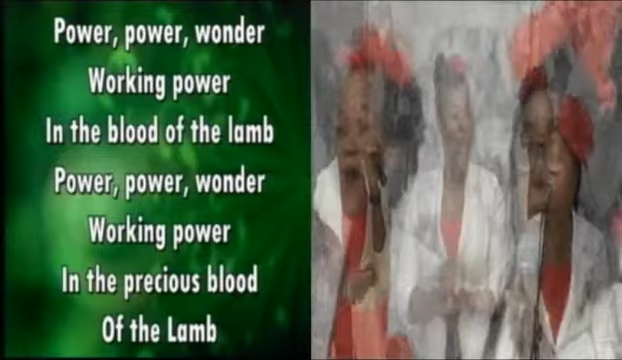 Power, power, wonder
Working power
In the blood of the lamb
Power, power, wonder
Working power
In the precious blood
Of the Lamb